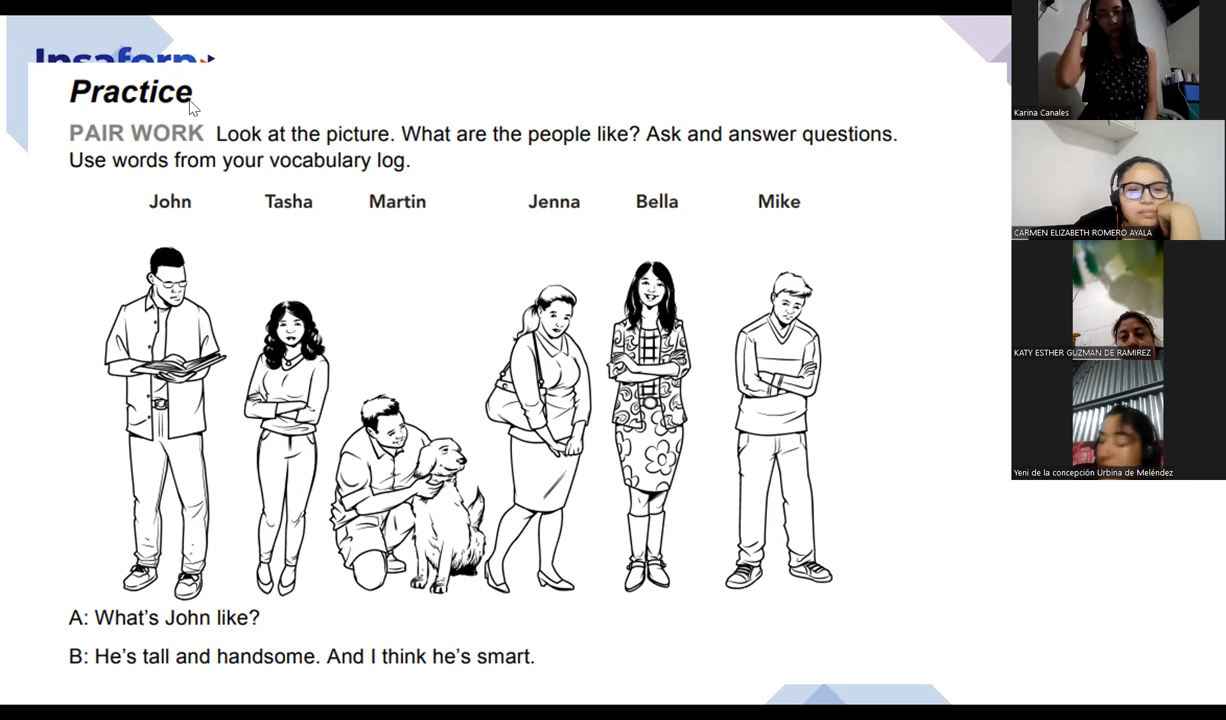 Insaforp
Practice
PAIR WORK Look at the picture. What are the people like? Ask and answer questions.
Use words from your vocabulary log.
John Tasha Martin Jenna Bella Mike
A: What's John like?
B: He's tall and handsome. And I think he's smart.
Karina Canales
CARMEN ELIZABETH ROMERO AYALA
KATY ESTHER GUZMAN DE RAMIREZ
Yeni de la concepción Urbina de Meléndez